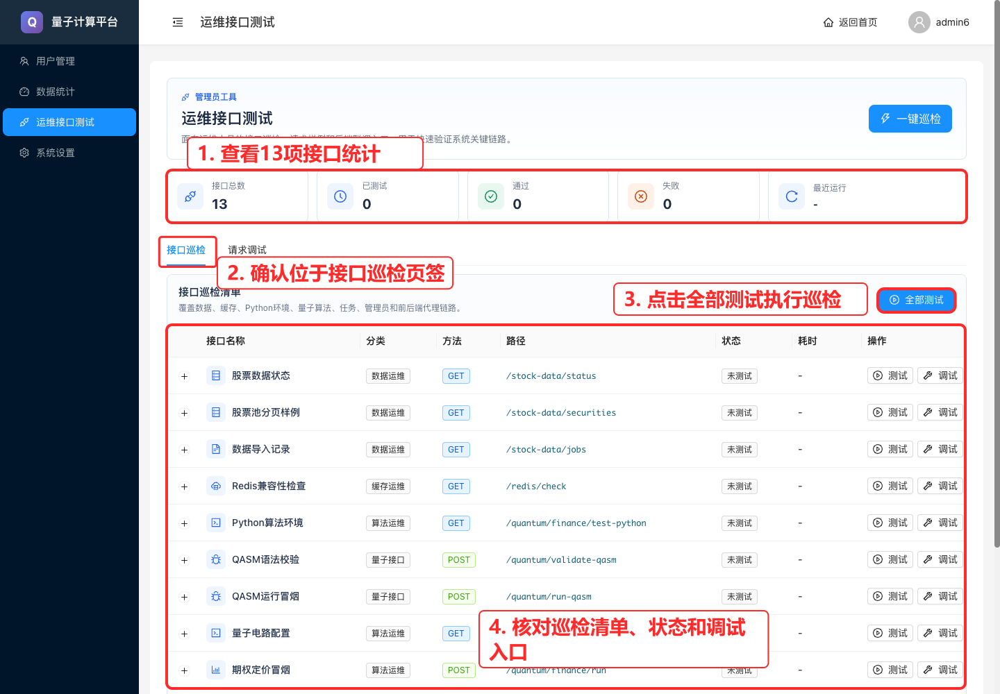 Q 量子计算平台
运维接口测试
返回首页
admin6
用户管理
数据统计
运维接口测试
系统设置
管理员工具
运维接口测试
一键巡检
快速验证系统关键链路。
1. 查看13项接口统计
接口总数
13
已测试
0
通过
0
失败
0
最近运行
-
接口巡检
请求调试
2. 确认位于接口巡检页签
接口巡检清单
覆盖数据、缓存、Python环境、量子算法、任务、管理员和前后端代理链路。
3. 点击全部测试执行巡检
全部测试
接口名称 分类 方法 路径 状态 耗时 操作
股票数据状态 数据运维 GET /stock-data/status 未测试 - 测试 调试
股票池分页样例 数据运维 GET /stock-data/securities 未测试 - 测试 调试
数据导入记录 数据运维 GET /stock-data/jobs 未测试 - 测试 调试
Redis兼容性检查 缓存运维 GET /redis/check 未测试 - 测试 调试
Python算法环境 算法运维 GET /quantum/finance/test-python 未测试 - 测试 调试
QASM语法校验 量子接口 POST /quantum/validate-qasm 未测试 - 测试 调试
QASM运行冒烟 量子接口 POST /quantum/run-qasm 未测试 - 测试 调试
量子电路配置 算法运维 GET - 测试 调试
4. 核对巡检清单、状态和调试
入口
期权定价冒烟 算法运维 POST /quantum/finance/run 未测试 - 测试 调试